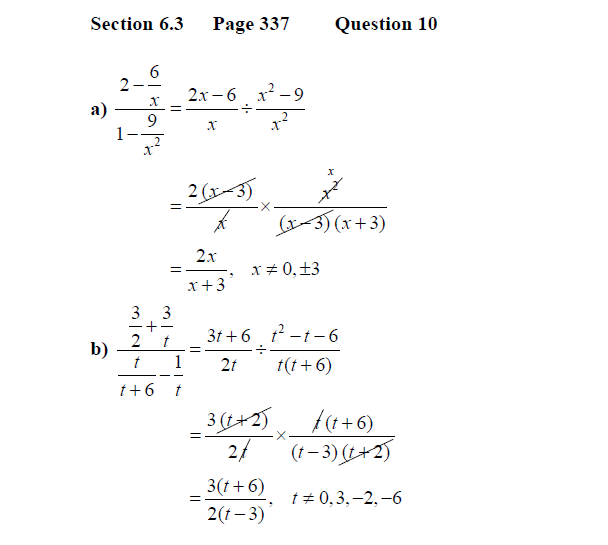 Section 6.3 Page 337 Question 10
a) (2 − 6/x)/(1 − 9/x²) = (2x − 6)/x ÷ (x² − 9)/x²
= 2(x − 3)/x × x² x/((x − 3)(x + 3))
= 2x/(x + 3), x ≠ 0, ±3
b) (3/2 + 3/t)/(t/(t + 6) − 1/t) = (3t + 6)/2t ÷ (t² − t − 6)/(t(t + 6))
= 3(t + 2)/2t × t(t + 6)/((t − 3)(t + 2))
= 3(t + 6)/(2(t − 3)), t ≠ 0, 3, −2, −6